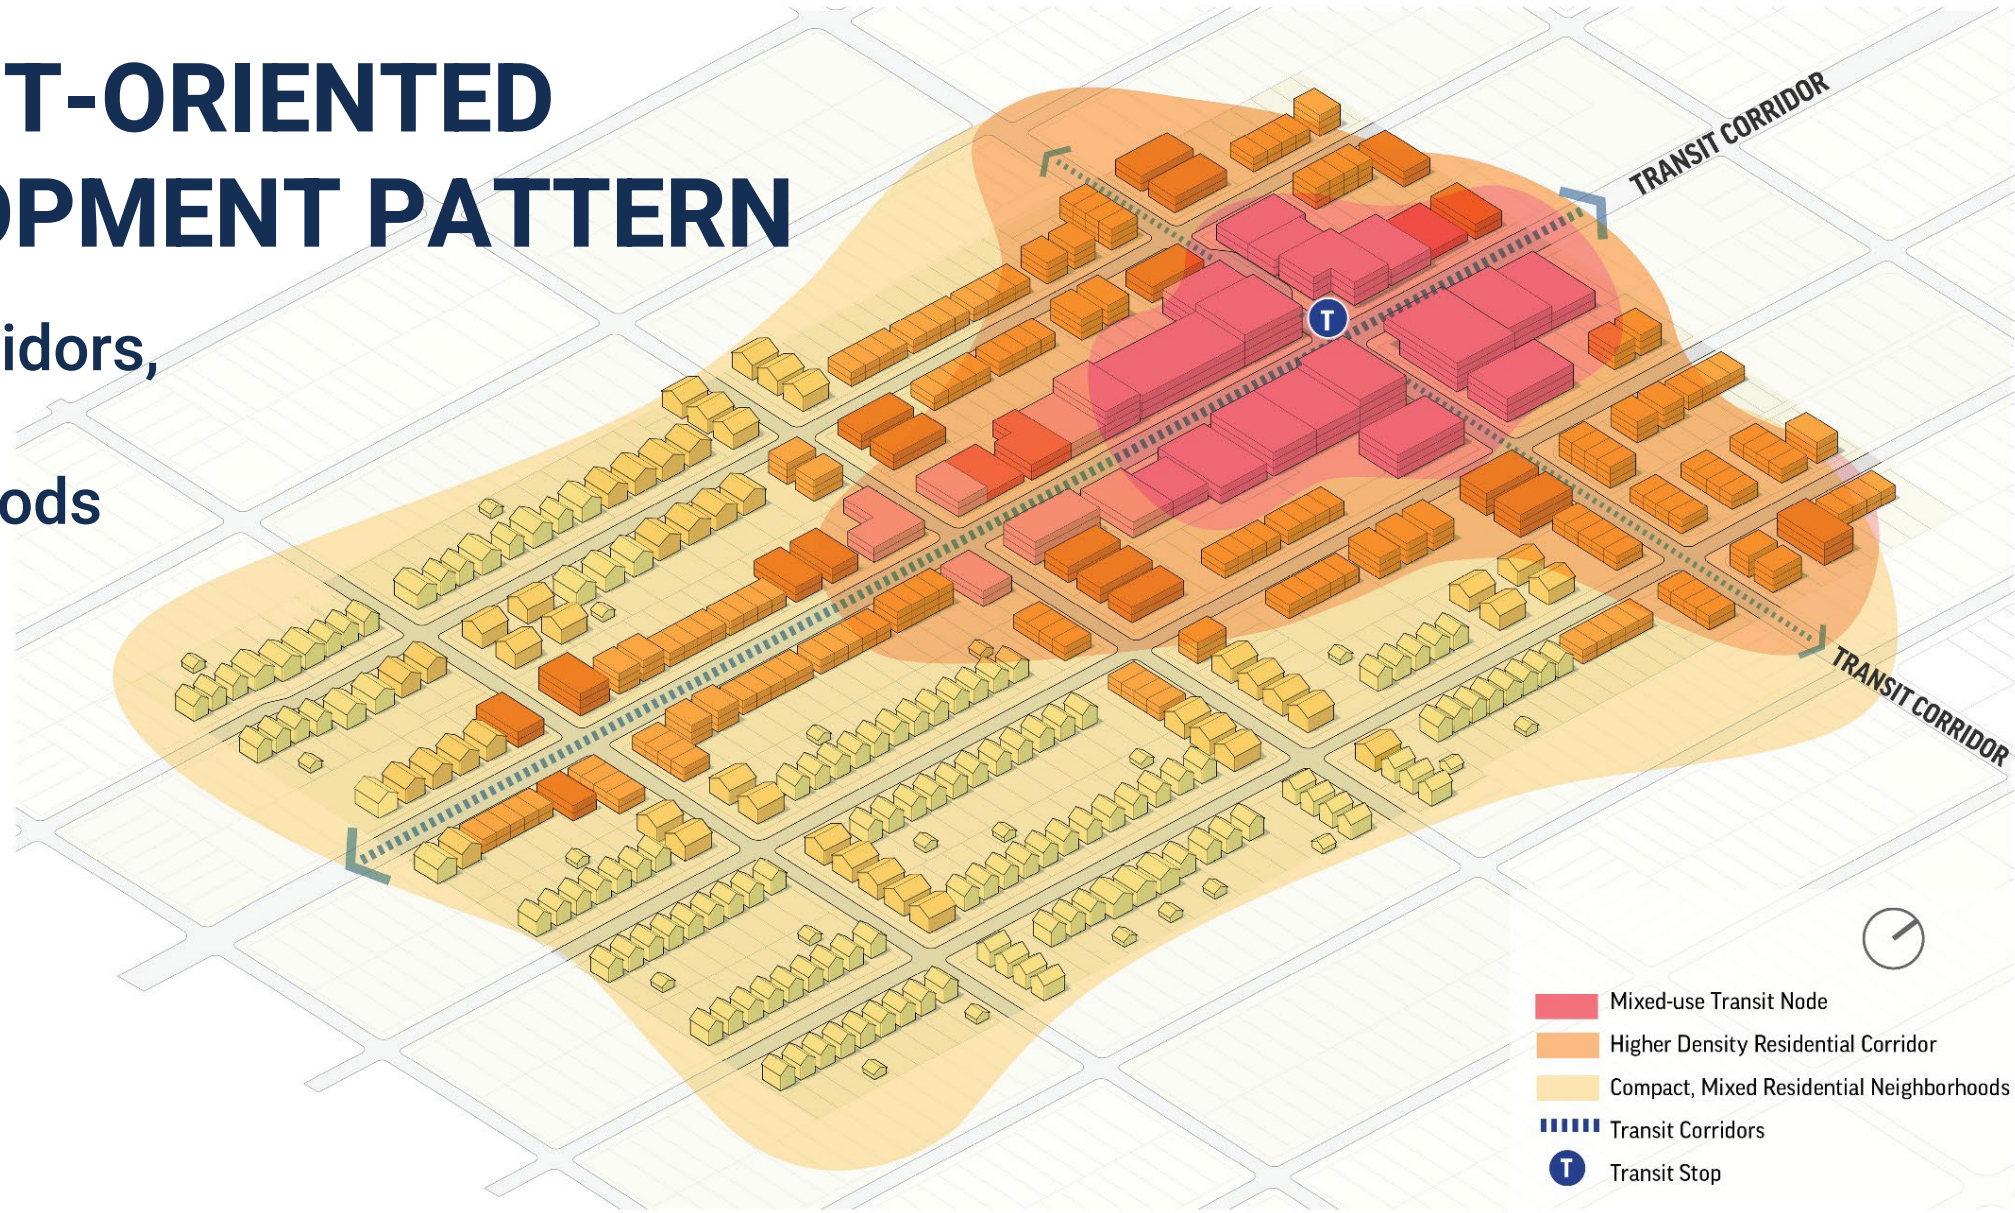 T-ORIENTED
OPMENT PATTERN
idors,
ods
TRANSIT CORRIDOR
T
TRANSIT CORRIDOR
Mixed-use Transit Node
Higher Density Residential Corridor
Compact, Mixed Residential Neighborhoods
Transit Corridors
T Transit Stop